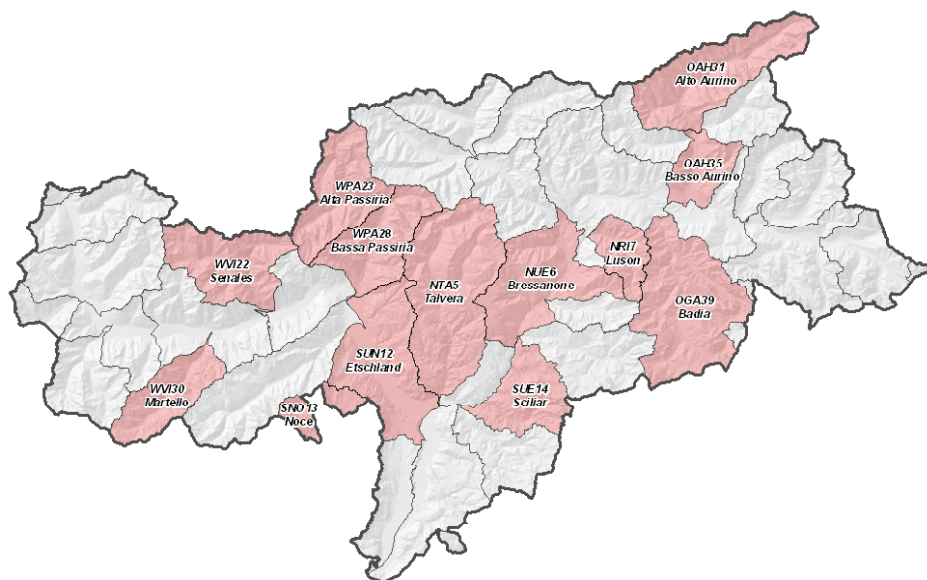 OAH31
Alto Aurino
OAH35
Basso Aurino
WPA23
Alta Passiria
WPA28
Bassa Passiria
WVI22
Senales
NTA5
Talvera
NUE6
Bressanone
NRI7
Luson
OGA39
Badia
SUN12
Etschland
SUE14
Sciliar
WVI30
Martello
SNO13
Noce